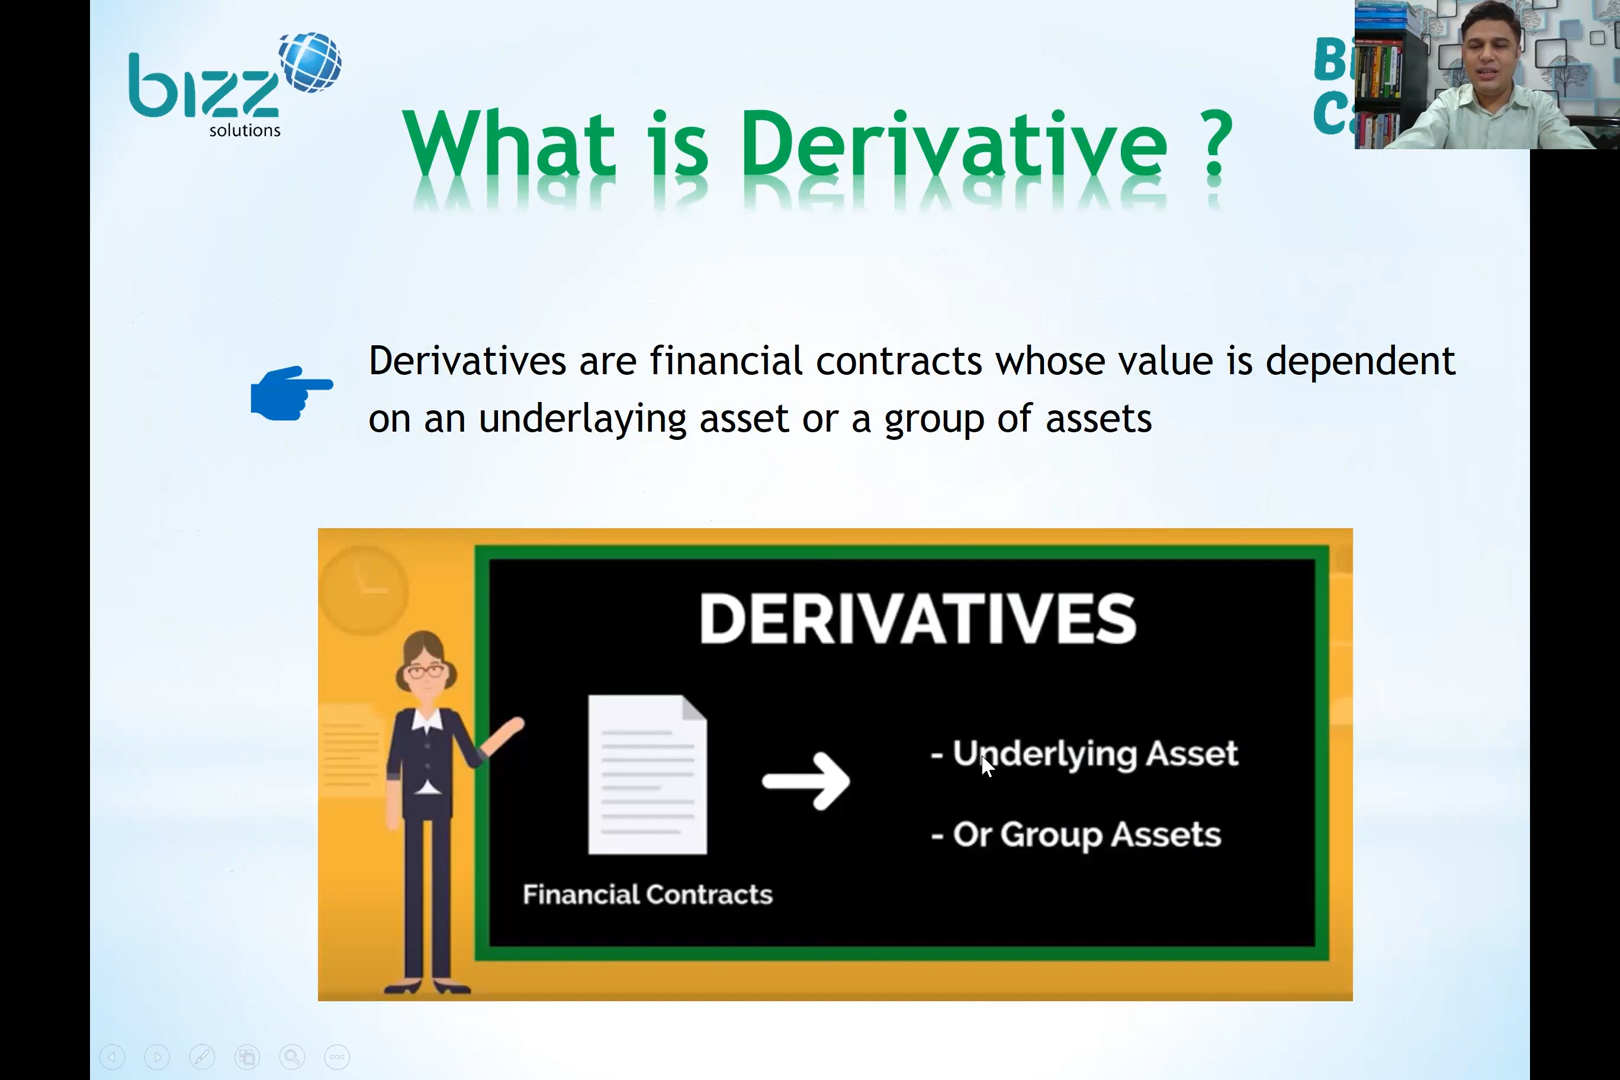 bizz
solutions
What is Derivative ?
Derivatives are financial contracts whose value is dependent
on an underlaying asset or a group of assets
DERIVATIVES
- Underlying Asset
- Or Group Assets
Financial Contracts